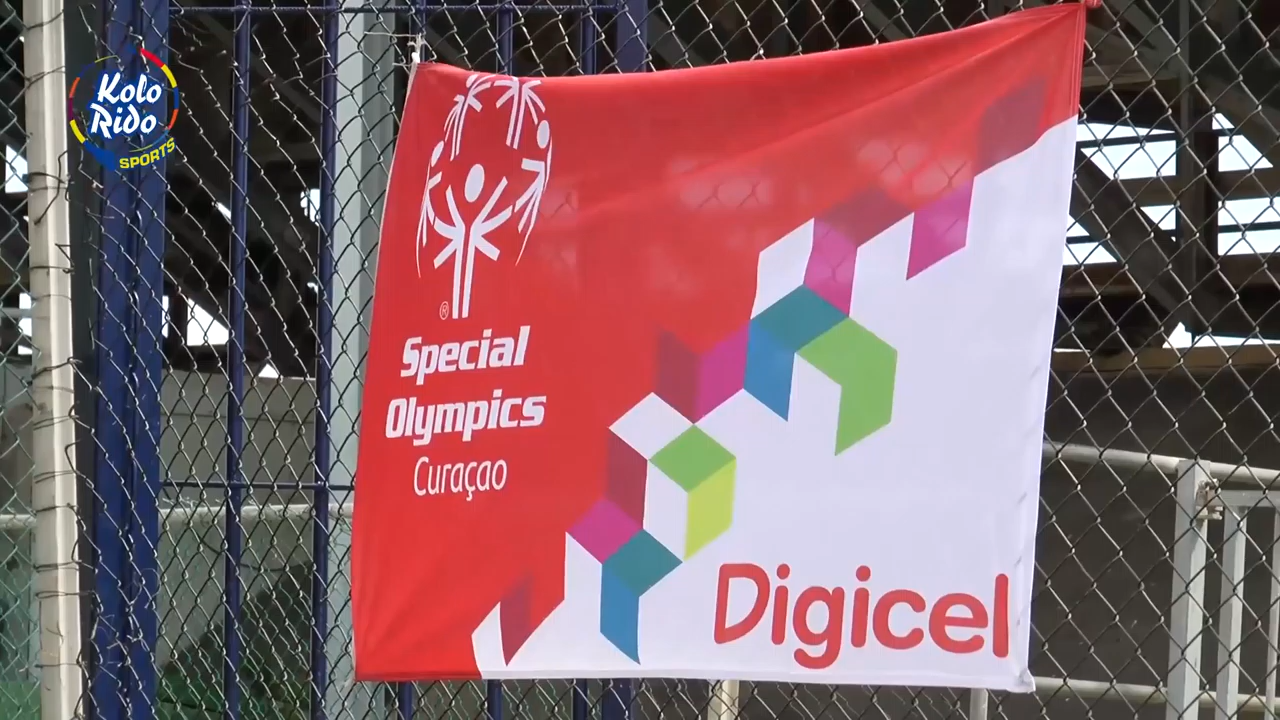 Kolo
Rido
SPORTS
®
Special
Olympics
Curaçao
Digicel